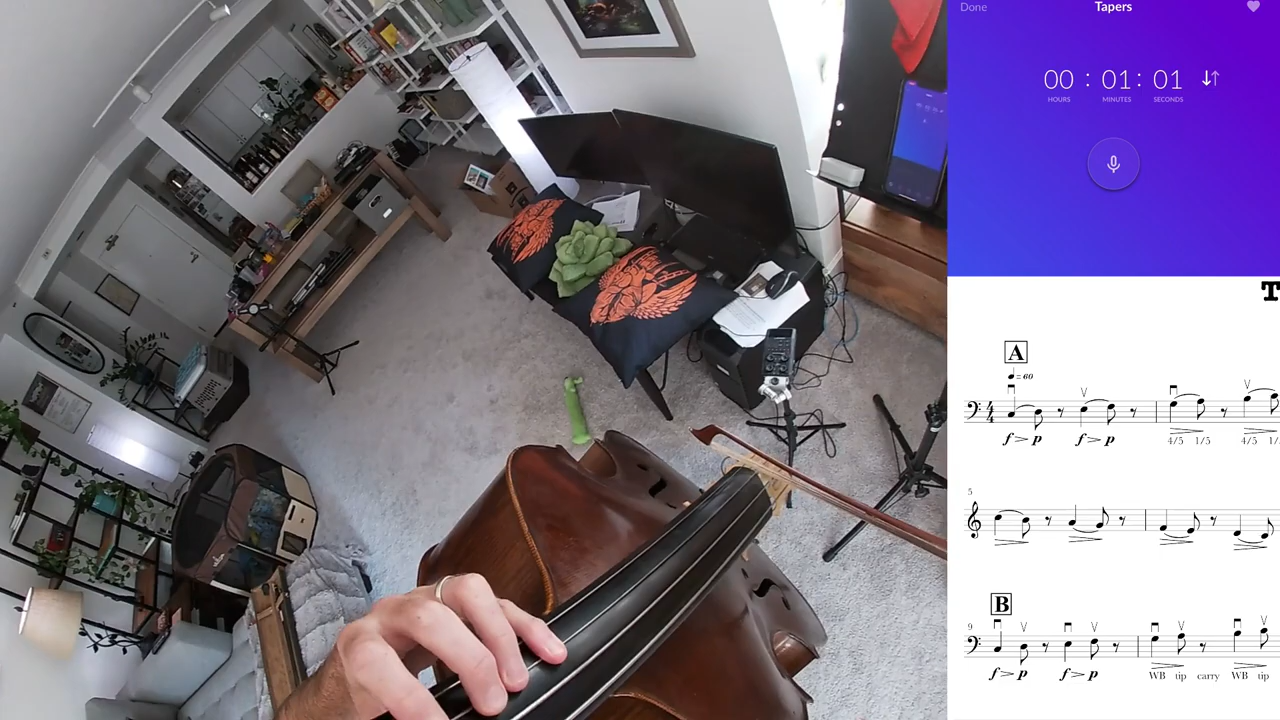 Done Tapers
00 : 01 : 01
HOURS MINUTES SECONDS
T
A
= 60
f > p f > p
4/5 1/5 4/5 1/
5
B
9
f > p f > p
WB tip carry WB tip